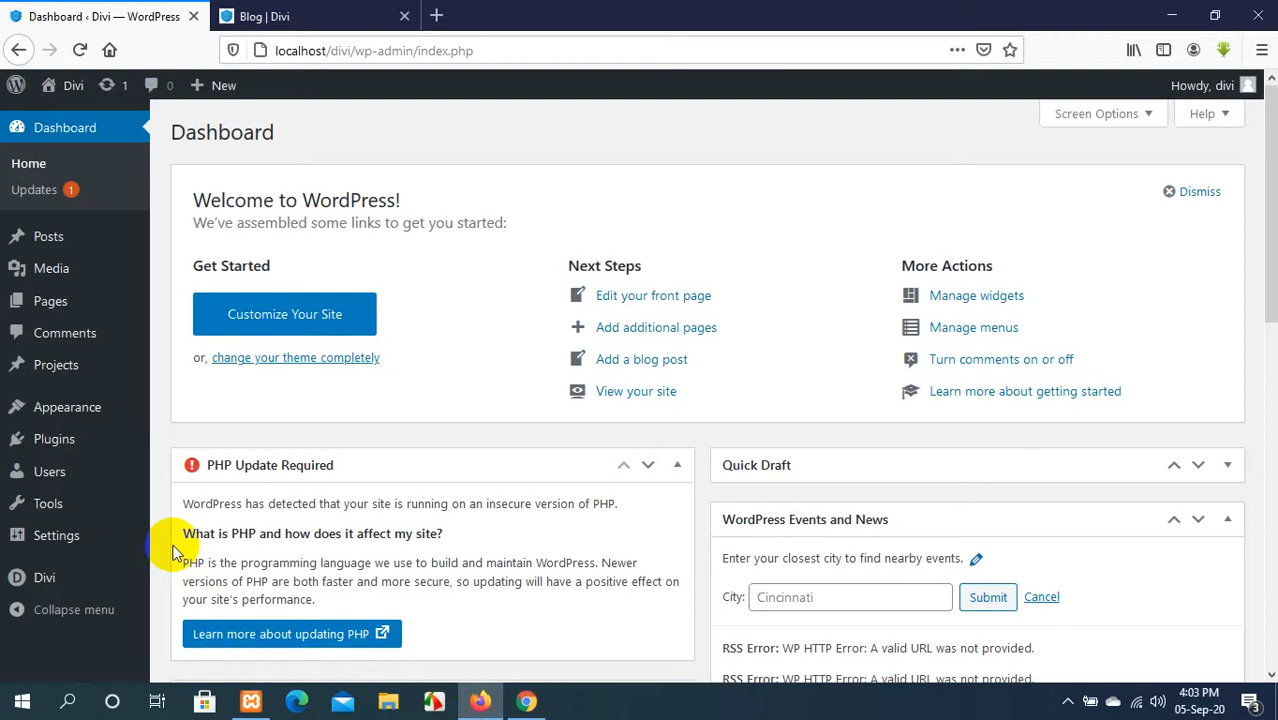 Dashboard ‹ Divi — WordPress
Blog | Divi
localhost/divi/wp-admin/index.php
Divi
1
0
New
Howdy, divi
Dashboard
Home
Updates 1
Posts
Media
Pages
Comments
Projects
Appearance
Plugins
Users
Tools
Settings
Divi
Collapse menu
Screen Options
Help
Dashboard
Welcome to WordPress!
We've assembled some links to get you started:
Dismiss
Get Started
Customize Your Site
or, change your theme completely
Next Steps
Edit your front page
Add additional pages
Add a blog post
View your site
More Actions
Manage widgets
Manage menus
Turn comments on or off
Learn more about getting started
PHP Update Required
WordPress has detected that your site is running on an insecure version of PHP.
What is PHP and how does it affect my site?
PHP is the programming language we use to build and maintain WordPress. Newer
versions of PHP are both faster and more secure, so updating will have a positive effect on
your site's performance.
Learn more about updating PHP
Quick Draft
WordPress Events and News
Enter your closest city to find nearby events.
City: Cincinnati Submit Cancel
RSS Error: WP HTTP Error: A valid URL was not provided.
RSS Error: WP HTTP Error: A valid URL was not provided.
4:03 PM
05-Sep-20
3